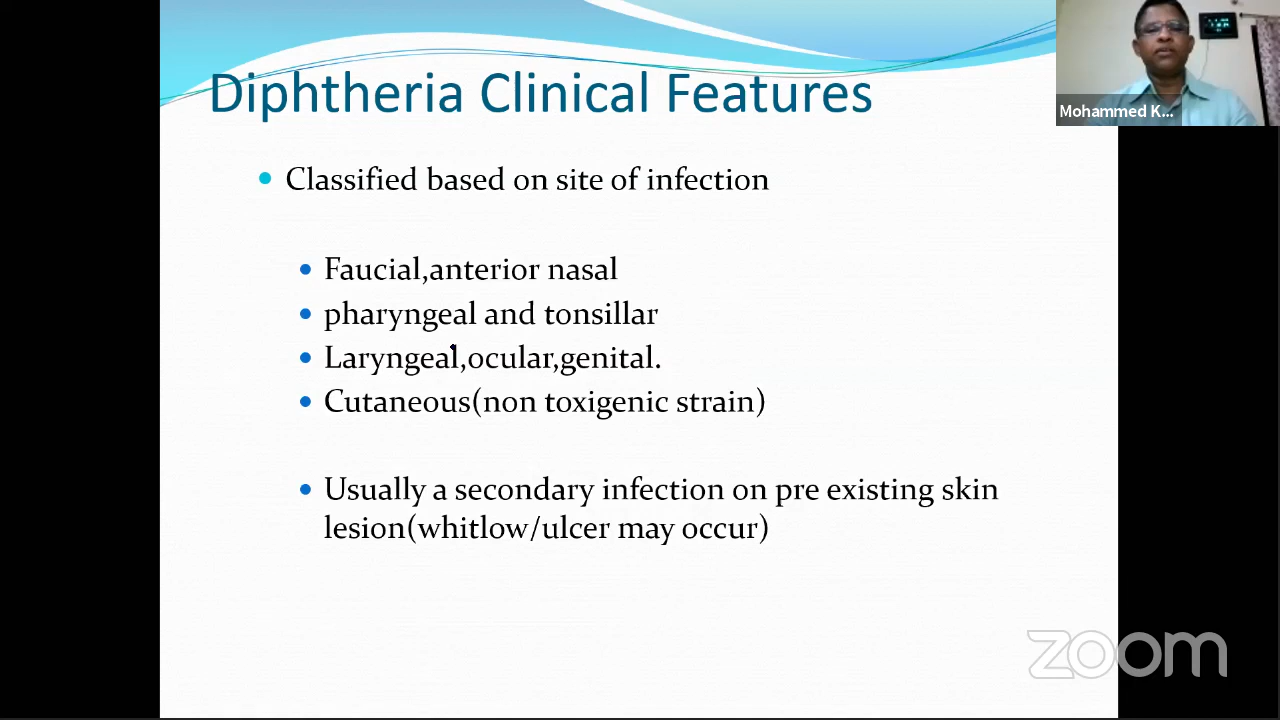 Diphtheria Clinical Features
Mohammed K...
Classified based on site of infection
Faucial,anterior nasal
pharyngeal and tonsillar
Laryngeal,ocular,genital.
Cutaneous(non toxigenic strain)
Usually a secondary infection on pre existing skin
lesion(whitlow/ulcer may occur)
zoom